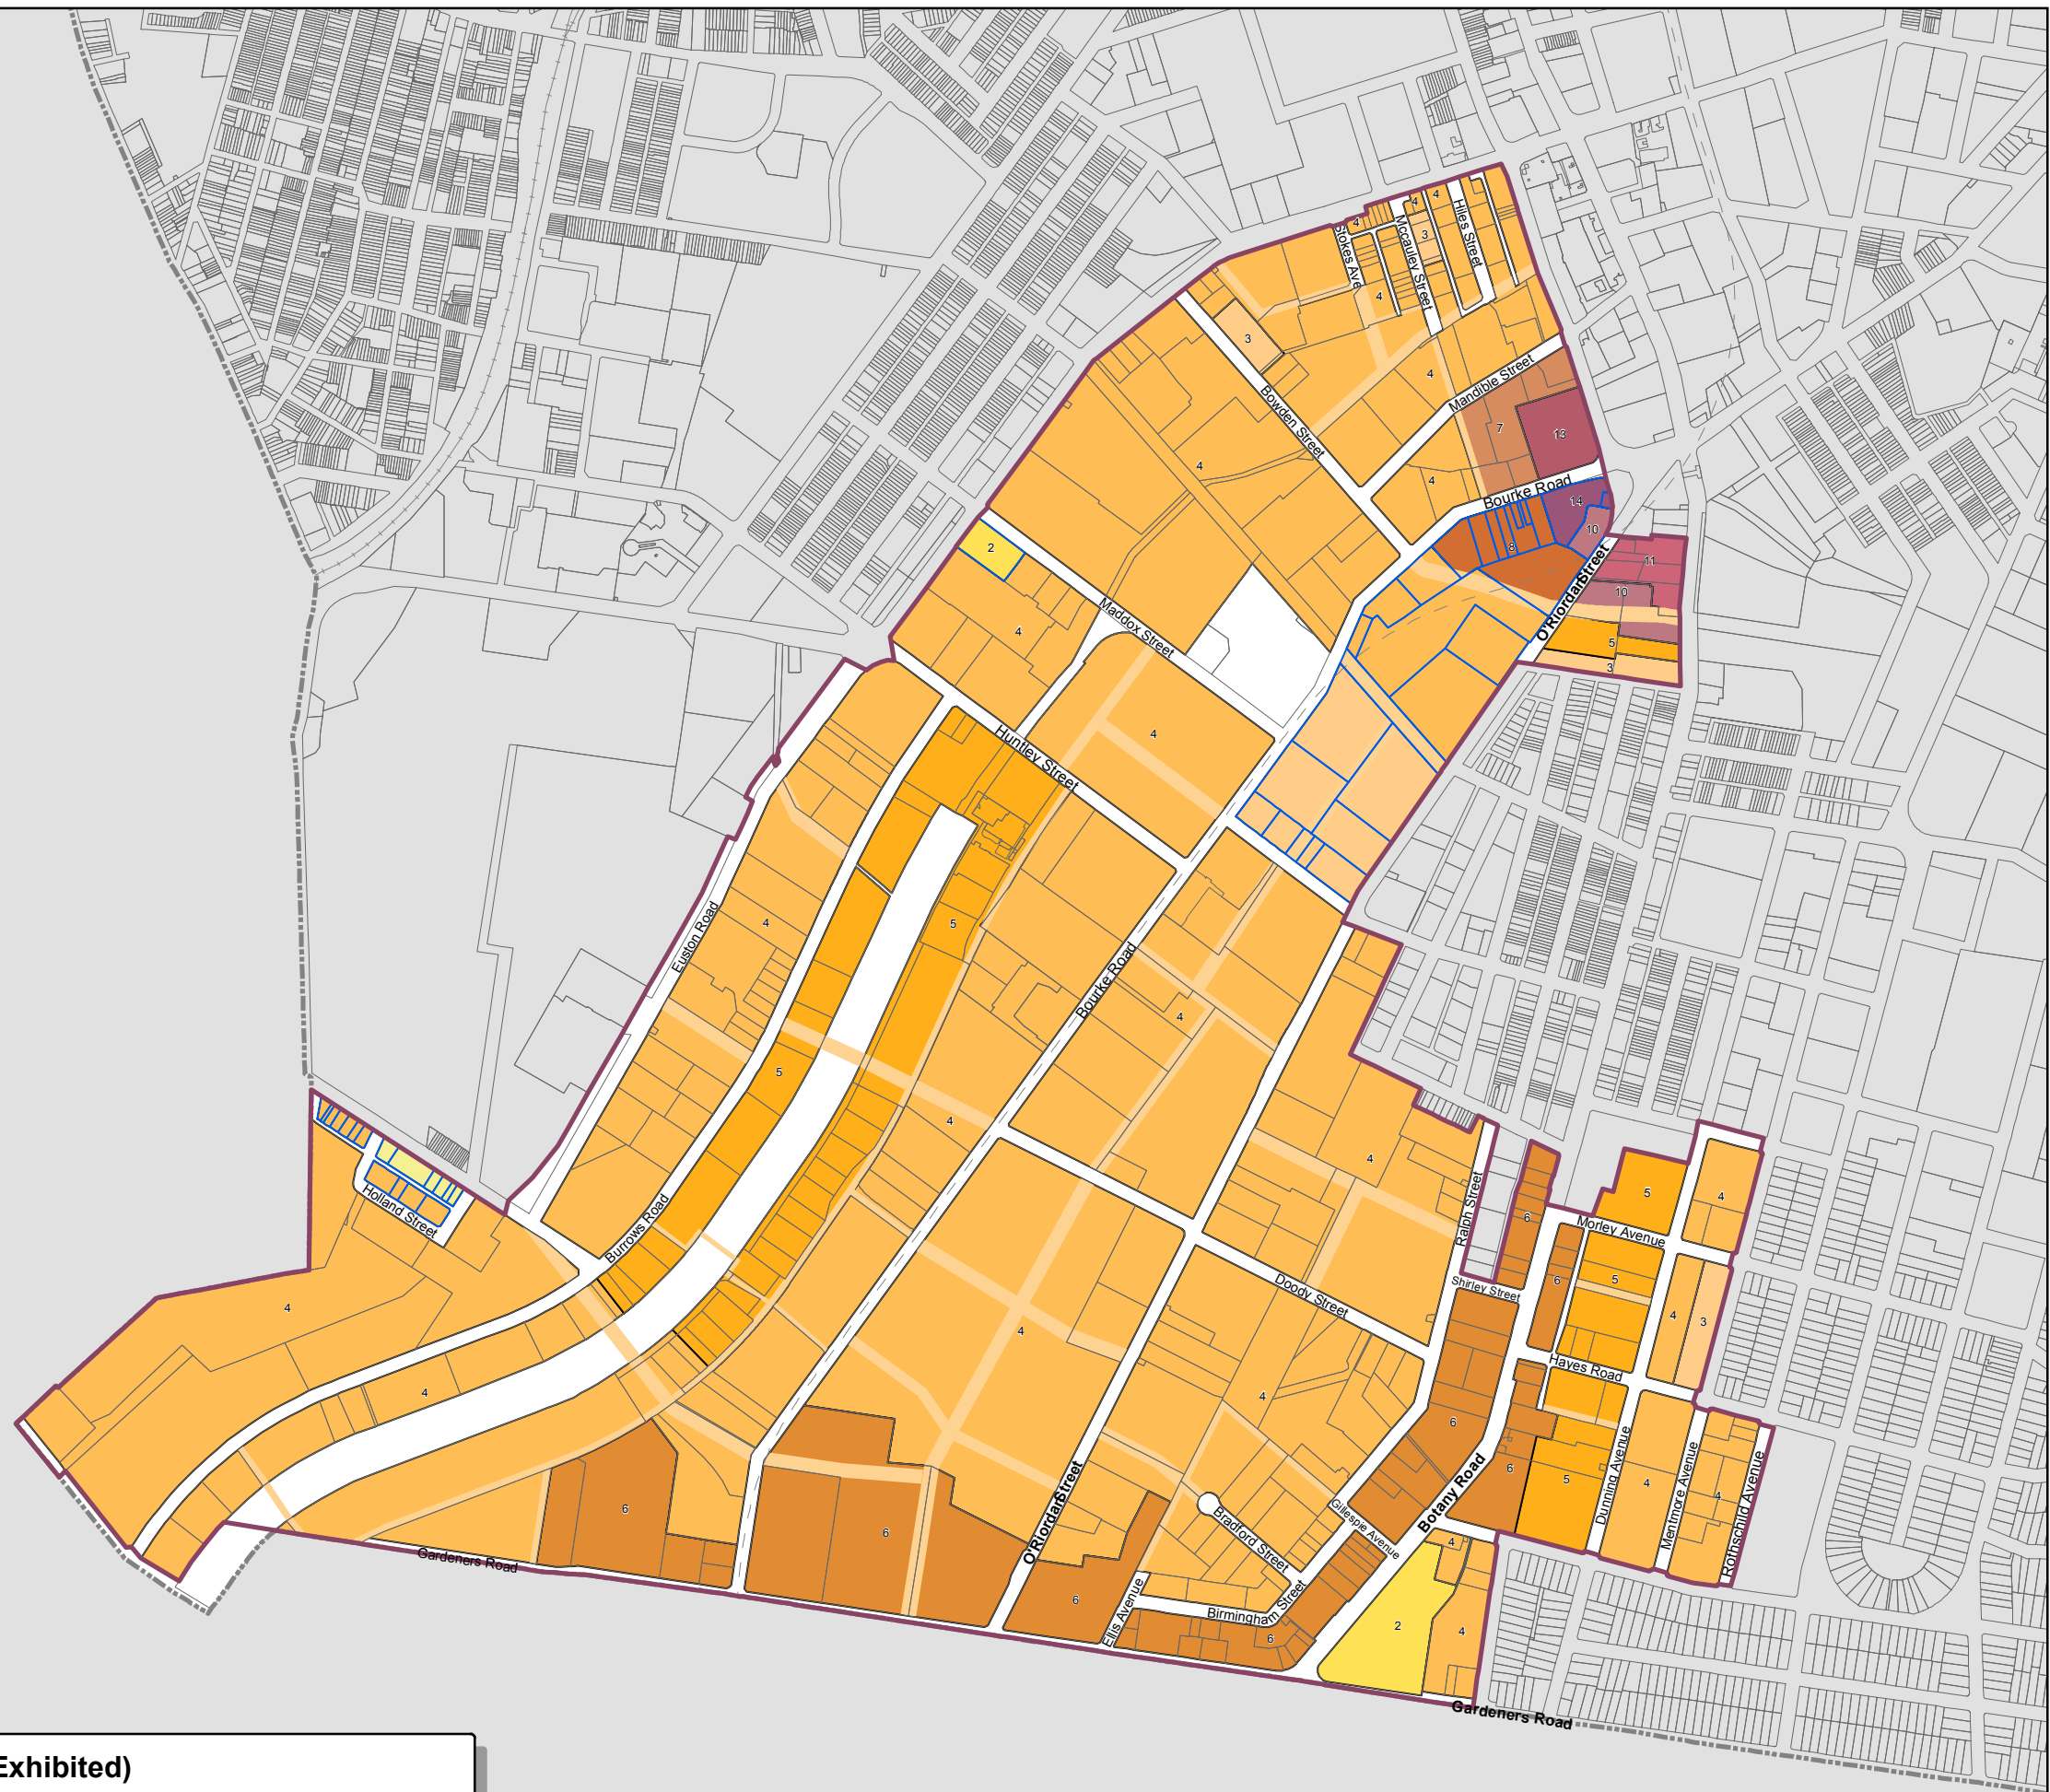 4
4
4
Hiles Street
Mccauley Street
Stokes Ave
3
4
3
4
Mandible Street
Bowden Street
7
13
4
4
Bourke Road
14
10
8
2
11
10
O'Riordan Street
Maddox Street
4
5
3
4
Huntley Street
4
5
4
Euston Road
Bourke Road
4
5
4
4
Ralph Street
5
4
6
Morley Avenue
Holland Street
Burrows Road
6
5
Shirley Street
Doody Street
4
4
4
3
Hayes Road
4
4
4
6
6
5
4
4
Botany Road
Dunning Avenue
Mentmore Avenue
Rothschild Avenue
Gillespie Avenue
6
6
O'Riordan Street
Bradford Street
4
Gardeners Road
6
Ellis Avenue
Birmingham Street
6
2
4
Gardeners Road
Exhibited)